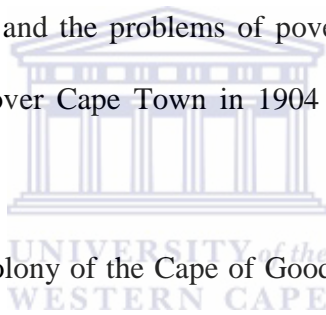 and the problems of pove
over Cape Town in 1904
olony of the Cape of Good
UNIVERSITY of the
WESTERN CAPE